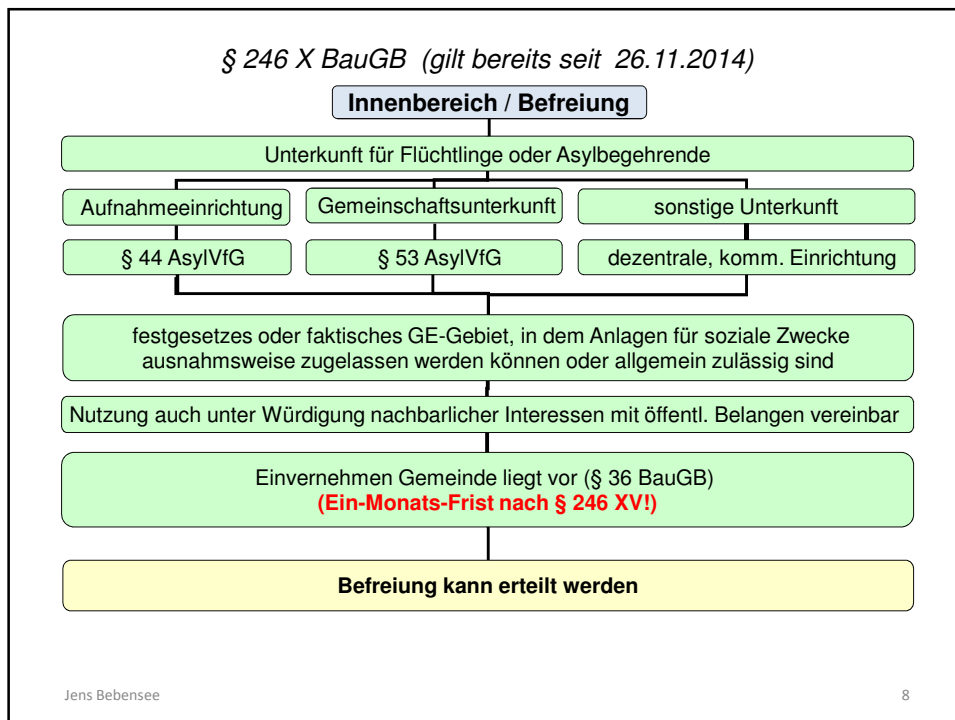 § 246 X BauGB (gilt bereits seit 26.11.2014)
Innenbereich / Befreiung
Unterkunft für Flüchtlinge oder Asylbegehrende
Aufnahmeeinrichtung
Gemeinschaftsunterkunft
sonstige Unterkunft
§ 44 AsylVfG
§ 53 AsylVfG
dezentrale, komm. Einrichtung
festgesetzes oder faktisches GE-Gebiet, in dem Anlagen für soziale Zwecke
ausnahmsweise zugelassen werden können oder allgemein zulässig sind
Nutzung auch unter Würdigung nachbarlicher Interessen mit öffentl. Belangen vereinbar
Einvernehmen Gemeinde liegt vor (§ 36 BauGB)
(Ein-Monats-Frist nach § 246 XV!)
Befreiung kann erteilt werden
Jens Bebensee
8